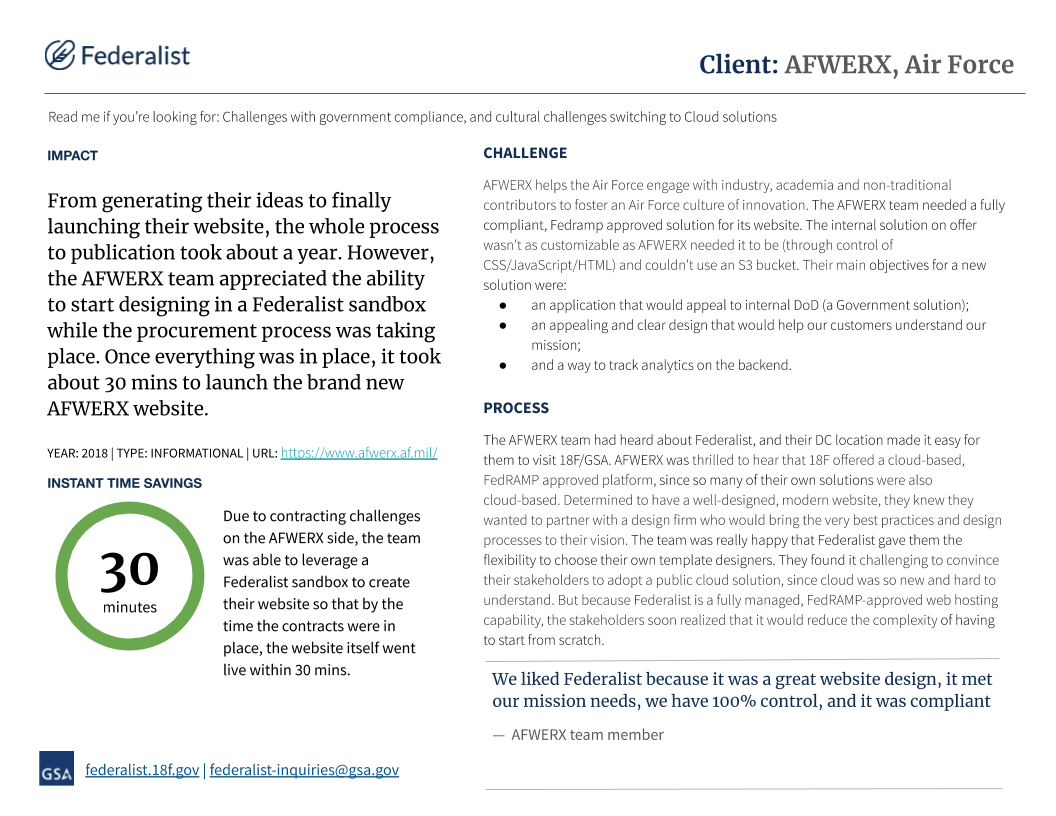 Federalist
Client: AFWERX, Air Force
Read me if you’re looking for: Challenges with government compliance, and cultural challenges switching to Cloud solutions
IMPACT
From generating their ideas to finally
launching their website, the whole process
to publication took about a year. However,
the AFWERX team appreciated the ability
to start designing in a Federalist sandbox
while the procurement process was taking
place. Once everything was in place, it took
about 30 mins to launch the brand new
AFWERX website.
YEAR: 2018 | TYPE: INFORMATIONAL | URL: https://www.afwerx.af.mil/
INSTANT TIME SAVINGS
30
minutes
Due to contracting challenges
on the AFWERX side, the team
was able to leverage a
Federalist sandbox to create
their website so that by the
time the contracts were in
place, the website itself went
live within 30 mins.
CHALLENGE
AFWERX helps the Air Force engage with industry, academia and non-traditional
contributors to foster an Air Force culture of innovation. The AFWERX team needed a fully
compliant, Fedramp approved solution for its website. The internal solution on offer
wasn’t as customizable as AFWERX needed it to be (through control of
CSS/JavaScript/HTML) and couldn’t use an S3 bucket. Their main objectives for a new
solution were:
● an application that would appeal to internal DoD (a Government solution);
● an appealing and clear design that would help our customers understand our
mission;
● and a way to track analytics on the backend.
PROCESS
The AFWERX team had heard about Federalist, and their DC location made it easy for
them to visit 18F/GSA. AFWERX was thrilled to hear that 18F offered a cloud-based,
FedRAMP approved platform, since so many of their own solutions were also
cloud-based. Determined to have a well-designed, modern website, they knew they
wanted to partner with a design firm who would bring the very best practices and design
processes to their vision. The team was really happy that Federalist gave them the
flexibility to choose their own template designers. They found it challenging to convince
their stakeholders to adopt a public cloud solution, since cloud was so new and hard to
understand. But because Federalist is a fully managed, FedRAMP-approved web hosting
capability, the stakeholders soon realized that it would reduce the complexity of having
to start from scratch.
We liked Federalist because it was a great website design, it met
our mission needs, we have 100% control, and it was compliant
— AFWERX team member
GSA
federalist.18f.gov | federalist-inquiries@gsa.gov